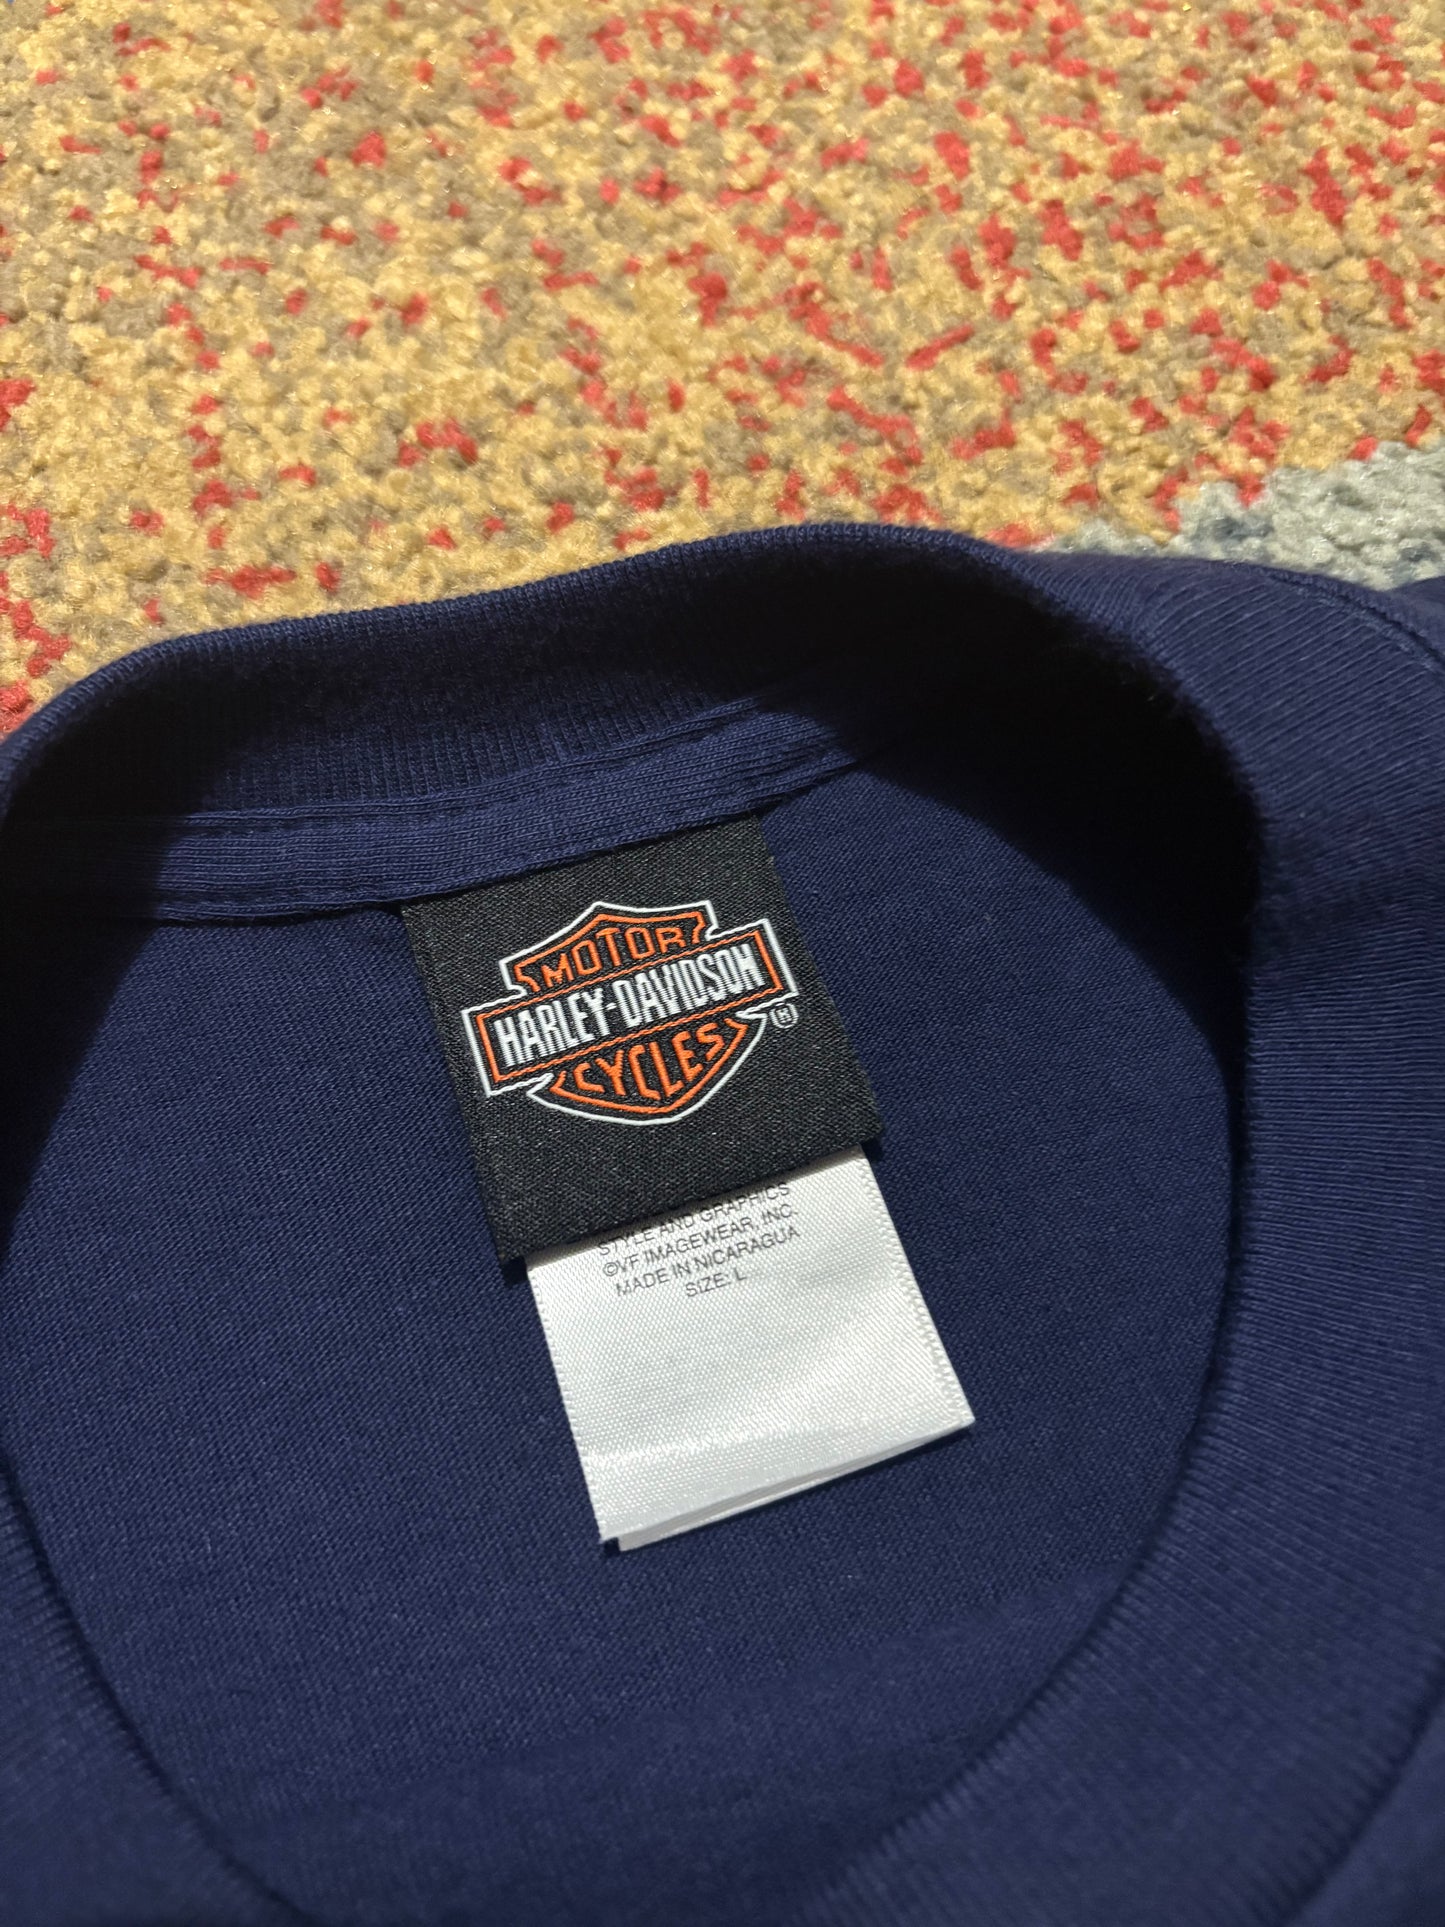 MOTOR
HARLEY-DAVIDSON
CYCLES
STYLE AND GRAPHICS
©VF IMAGEWEAR, INC.
MADE IN NICARAGUA
SIZE: L